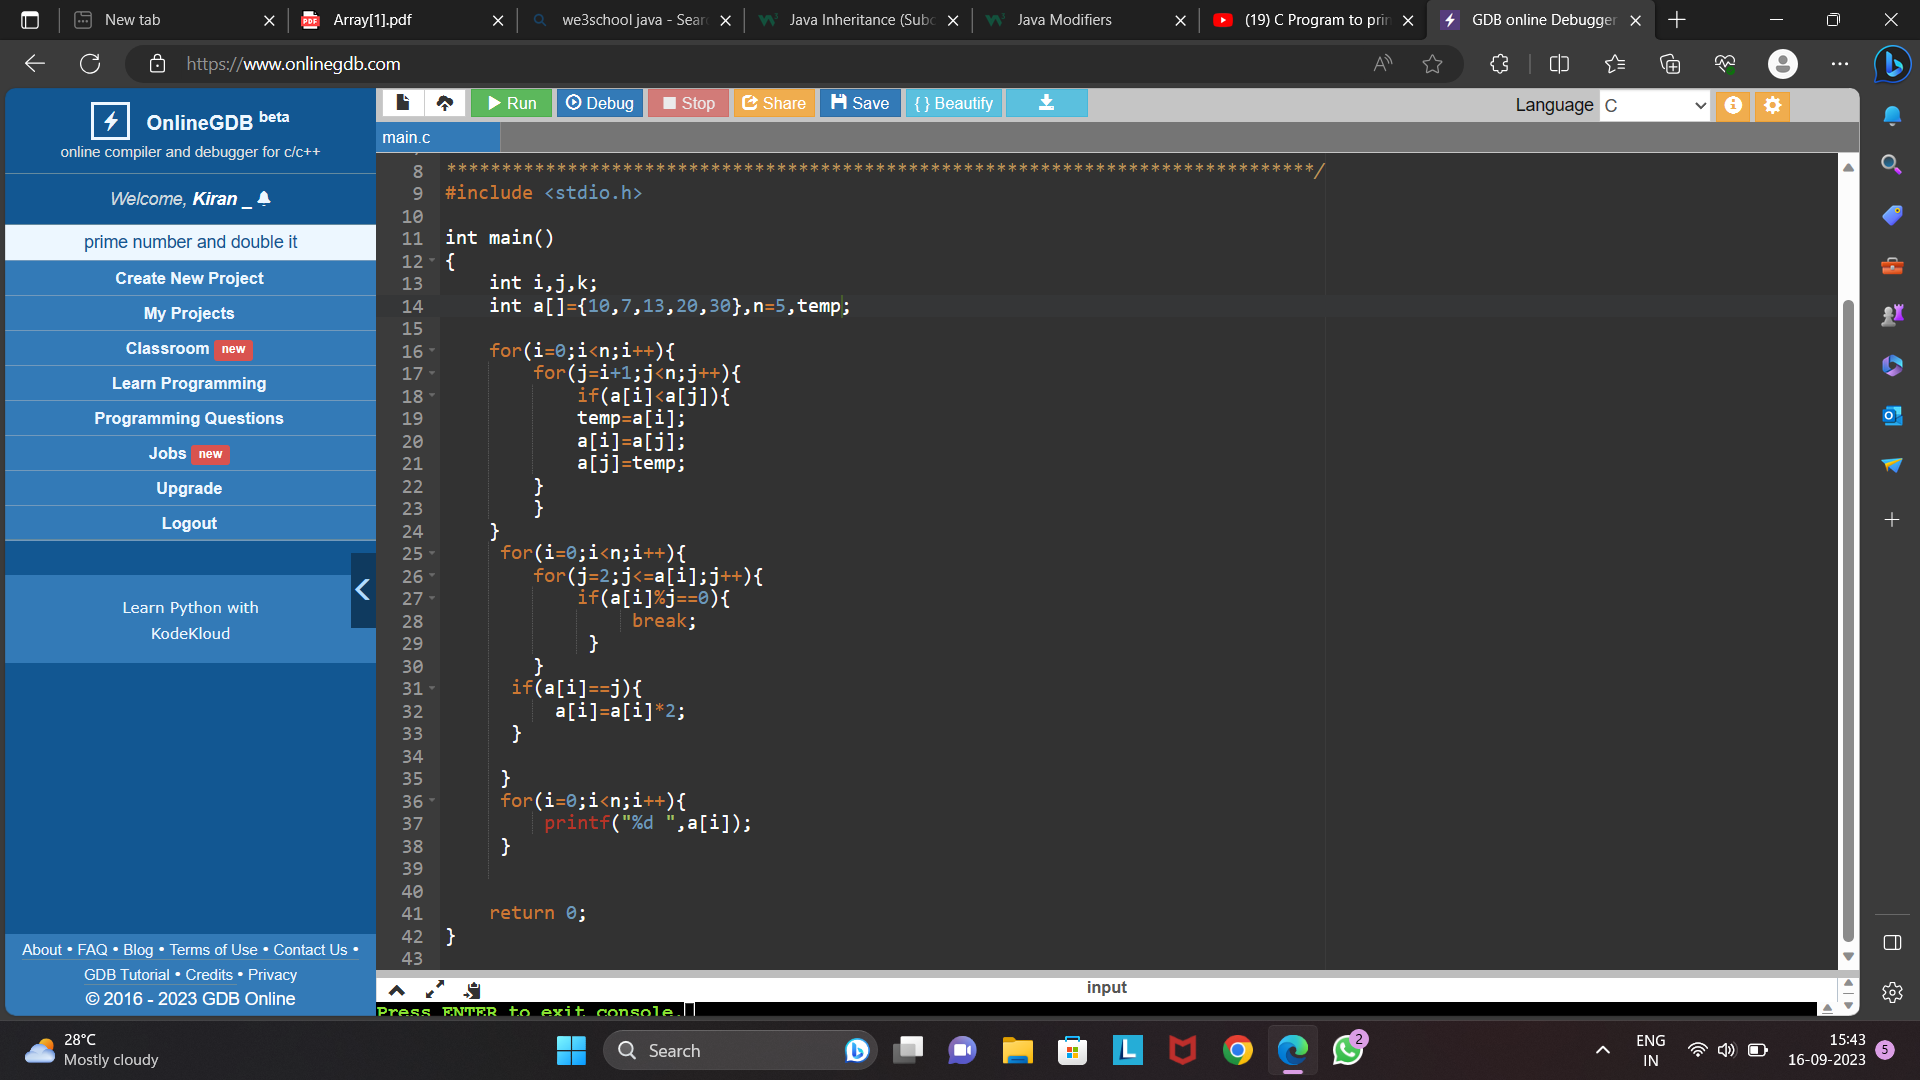 New tab
Array[1].pdf
we3school java - Sear
Java Inheritance (Subc
Java Modifiers
(19) C Program to prin
GDB online Debugger
https://www.onlinegdb.com
OnlineGDB beta
online compiler and debugger for c/c++
Welcome, Kiran _
prime number and double it
Create New Project
My Projects
Classroom new
Learn Programming
Programming Questions
Jobs new
Upgrade
Logout
Learn Python with
KodeKloud
About • FAQ • Blog • Terms of Use • Contact Us •
GDB Tutorial • Credits • Privacy
© 2016 - 2023 GDB Online
Run Debug Stop Share Save { } Beautify
Language C
main.c
8 *******************************************************************************/
9 #include <stdio.h>
10
11 int main()
12 {
13 int i,j,k;
14 int a[]={10,7,13,20,30},n=5,temp;
15
16 for(i=0;i<n;i++){
17 for(j=i+1;j<n;j++){
18 if(a[i]<a[j]){
19 temp=a[i];
20 a[i]=a[j];
21 a[j]=temp;
22 }
23 }
24 }
25 for(i=0;i<n;i++){
26 for(j=2;j<=a[i];j++){
27 if(a[i]%j==0){
28 break;
29 }
30 }
31 if(a[i]==j){
32 a[i]=a[i]*2;
33 }
34
35 }
36 for(i=0;i<n;i++){
37 printf("%d ",a[i]);
38 }
39
40
41 return 0;
42 }
43
input
Press ENTER to exit console.
28°C
Mostly cloudy
Search
2
ENG
IN
15:43
16-09-2023
5